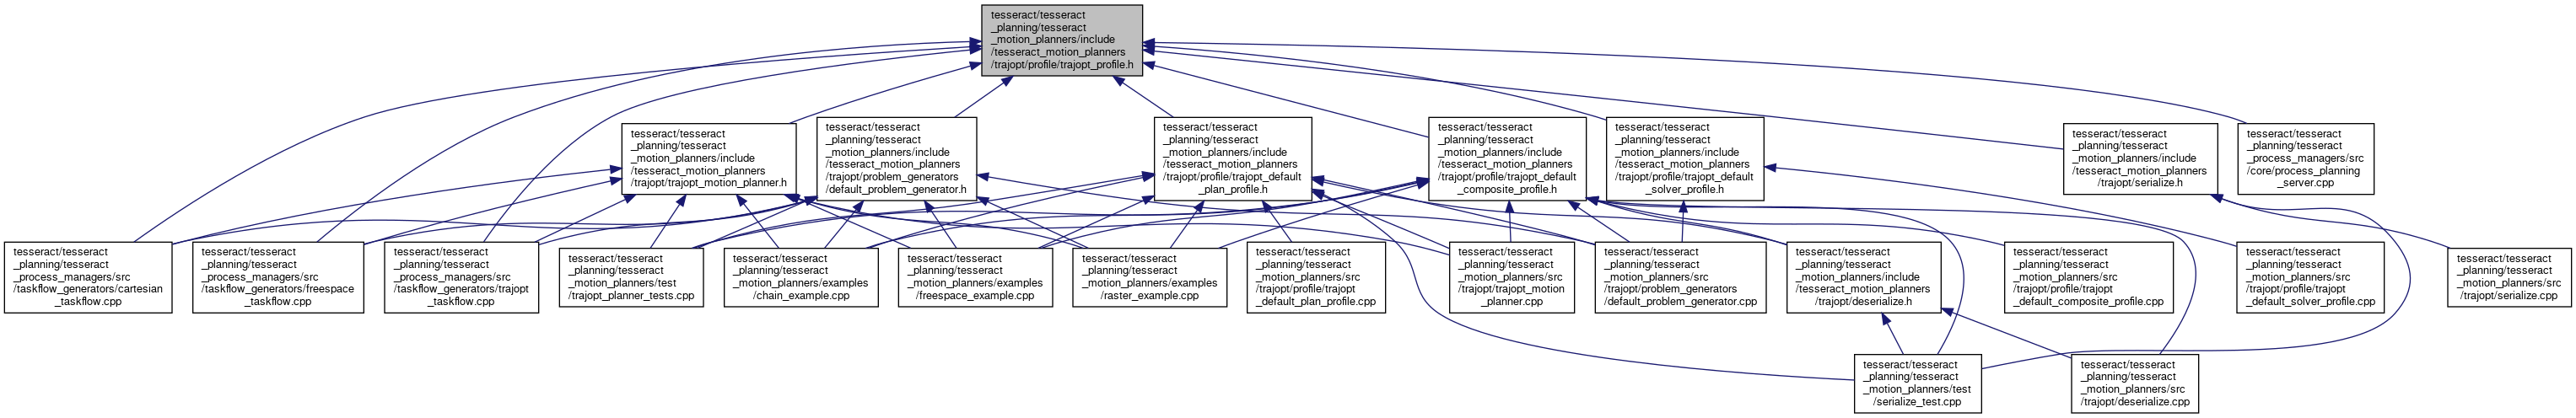 tesseract/tesseract
_planning/tesseract
_motion_planners/include
/tesseract_motion_planners
/trajopt/profile/trajopt_profile.h
tesseract/tesseract
_planning/tesseract
_motion_planners/include
/tesseract_motion_planners
/trajopt/trajopt_motion_planner.h
tesseract/tesseract
_planning/tesseract
_motion_planners/include
/tesseract_motion_planners
/trajopt/problem_generators
/default_problem_generator.h
tesseract/tesseract
_planning/tesseract
_motion_planners/include
/tesseract_motion_planners
/trajopt/profile/trajopt_default
_plan_profile.h
tesseract/tesseract
_planning/tesseract
_motion_planners/include
/tesseract_motion_planners
/trajopt/profile/trajopt_default
_composite_profile.h
tesseract/tesseract
_planning/tesseract
_motion_planners/include
/tesseract_motion_planners
/trajopt/profile/trajopt_default
_solver_profile.h
tesseract/tesseract
_planning/tesseract
_motion_planners/include
/tesseract_motion_planners
/trajopt/serialize.h
tesseract/tesseract
_planning/tesseract
_process_managers/src
/core/process_planning
_server.cpp
tesseract/tesseract
_planning/tesseract
_process_managers/src
/taskflow_generators/cartesian
_taskflow.cpp
tesseract/tesseract
_planning/tesseract
_process_managers/src
/taskflow_generators/freespace
_taskflow.cpp
tesseract/tesseract
_planning/tesseract
_process_managers/src
/taskflow_generators/trajopt
_taskflow.cpp
tesseract/tesseract
_planning/tesseract
_motion_planners/test
/trajopt_planner_tests.cpp
tesseract/tesseract
_planning/tesseract
_motion_planners/examples
/chain_example.cpp
tesseract/tesseract
_planning/tesseract
_motion_planners/examples
/freespace_example.cpp
tesseract/tesseract
_planning/tesseract
_motion_planners/examples
/raster_example.cpp
tesseract/tesseract
_planning/tesseract
_motion_planners/src
/trajopt/profile/trajopt
_default_plan_profile.cpp
tesseract/tesseract
_planning/tesseract
_motion_planners/src
/trajopt/trajopt_motion
_planner.cpp
tesseract/tesseract
_planning/tesseract
_motion_planners/src
/trajopt/problem_generators
/default_problem_generator.cpp
tesseract/tesseract
_planning/tesseract
_motion_planners/include
/tesseract_motion_planners
/trajopt/deserialize.h
tesseract/tesseract
_planning/tesseract
_motion_planners/src
/trajopt/profile/trajopt
_default_composite_profile.cpp
tesseract/tesseract
_planning/tesseract
_motion_planners/src
/trajopt/profile/trajopt
_default_solver_profile.cpp
tesseract/tesseract
_planning/tesseract
_motion_planners/src
/trajopt/serialize.cpp
tesseract/tesseract
_planning/tesseract
_motion_planners/test
/serialize_test.cpp
tesseract/tesseract
_planning/tesseract
_motion_planners/src
/trajopt/deserialize.cpp